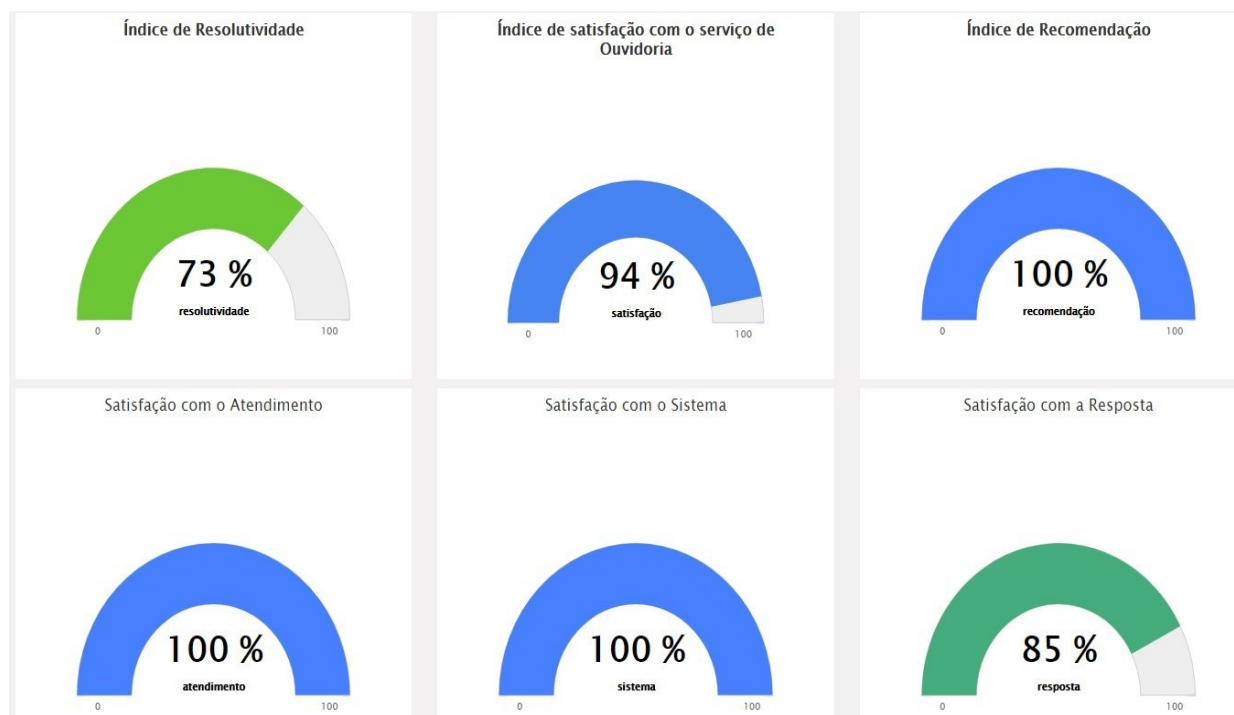 Índice de Resolutividade
73 %
resolutividade
0
100
Índice de satisfação com o serviço de
Ouvidoria
94 %
satisfação
0
100
Índice de Recomendação
100 %
recomendação
0
100
Satisfação com o Atendimento
100 %
atendimento
0
100
Satisfação com o Sistema
100 %
sistema
0
100
Satisfação com a Resposta
85 %
resposta
0
100